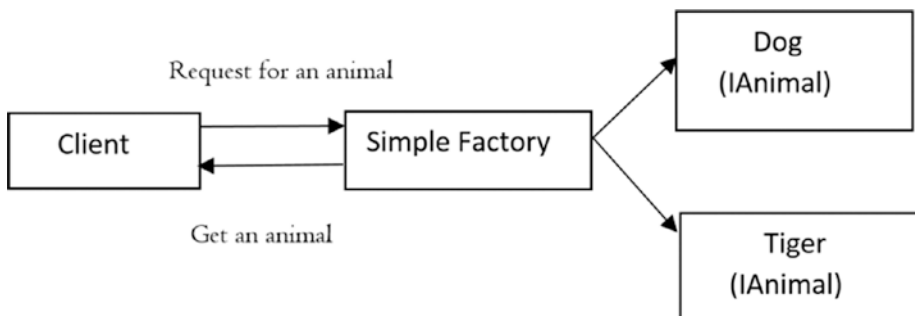 Request for an animal
Client
Simple Factory
Get an animal
Dog
(IAnimal)
Tiger
(IAnimal)